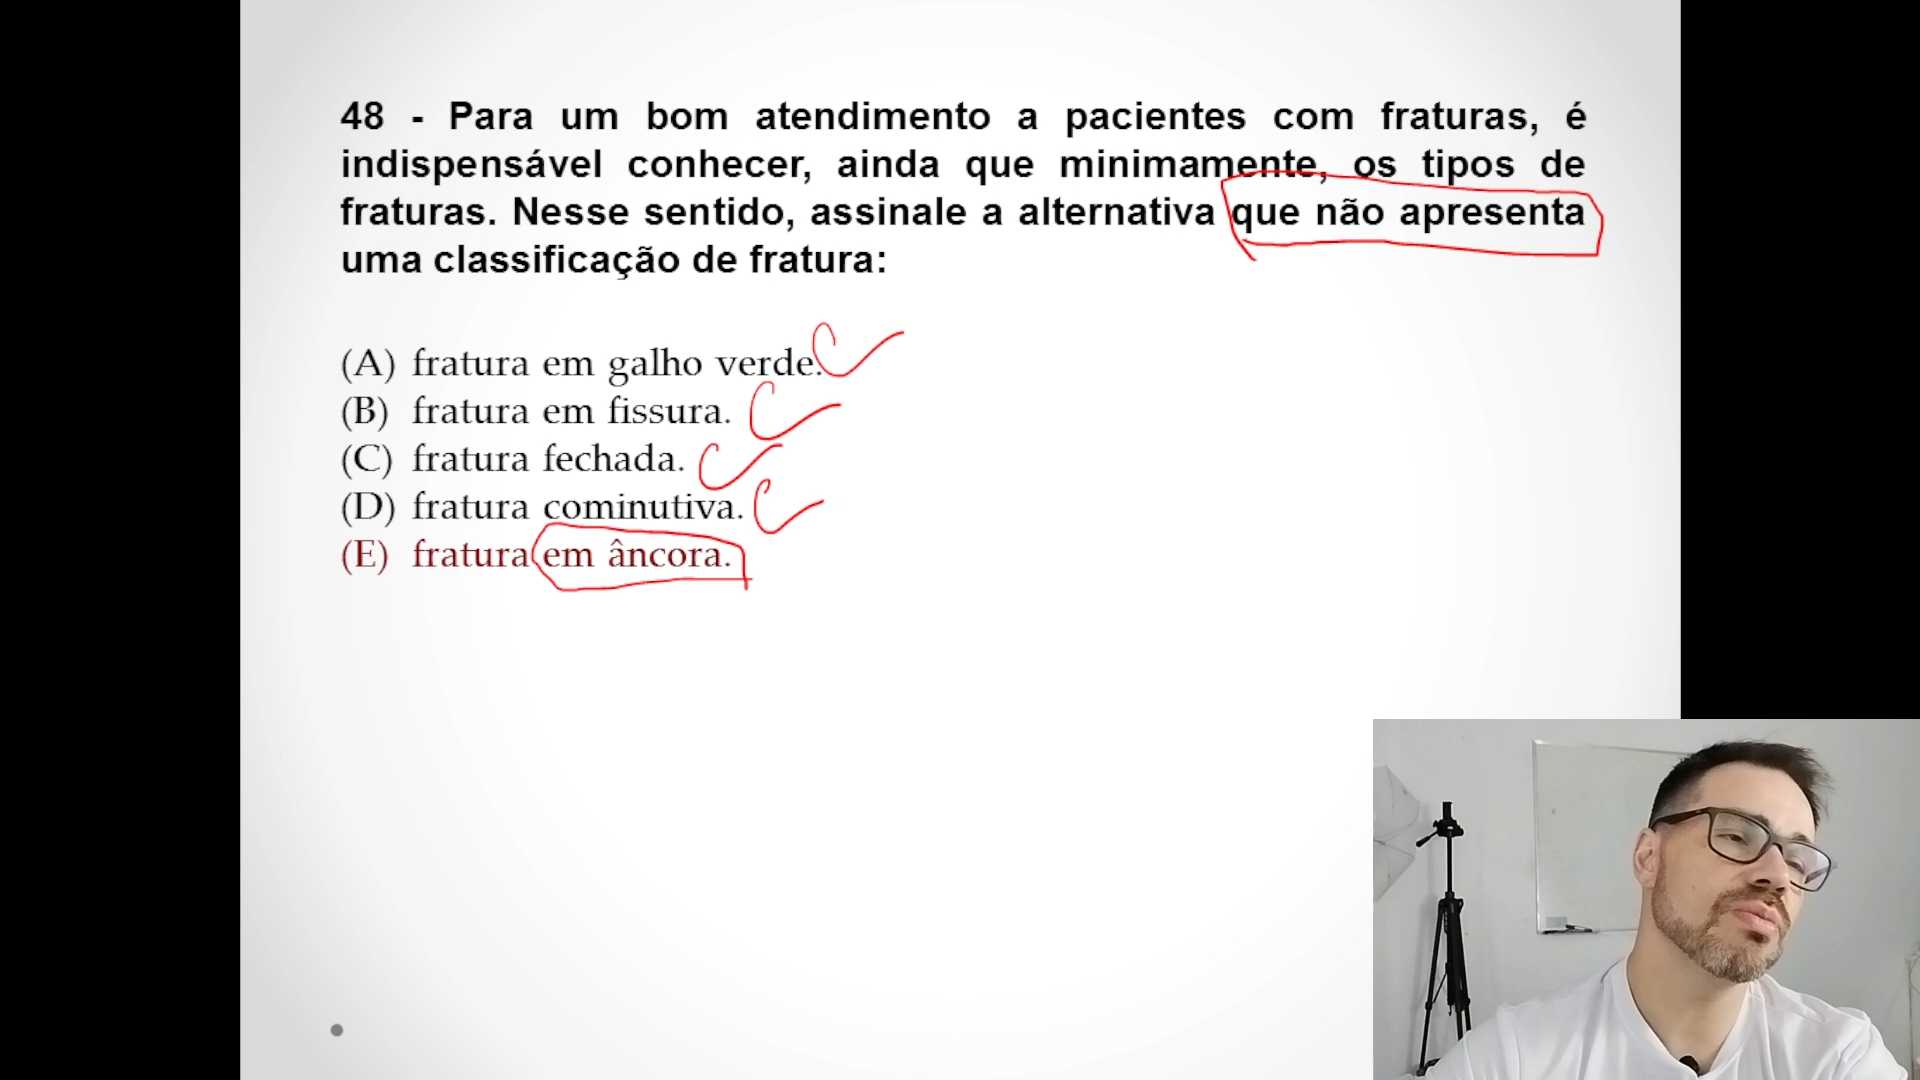 48 - Para um bom atendimento a pacientes com fraturas, é
indispensável conhecer, ainda que minimamente, os tipos de
fraturas. Nesse sentido, assinale a alternativa que não apresenta
uma classificação de fratura:
(A) fratura em galho verde.
(B) fratura em fissura.
(C) fratura fechada.
(D) fratura cominutiva.
(E) fratura em âncora.